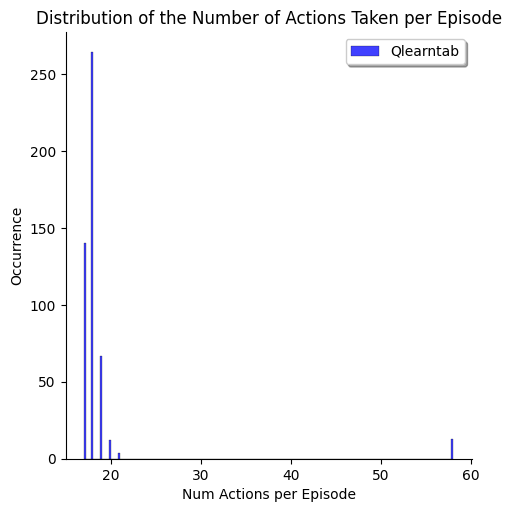 Distribution of the Number of Actions Taken per Episode
Qlearntab
250
200
150
100
50
0
Occurrence
20 30 40 50 60
Num Actions per Episode